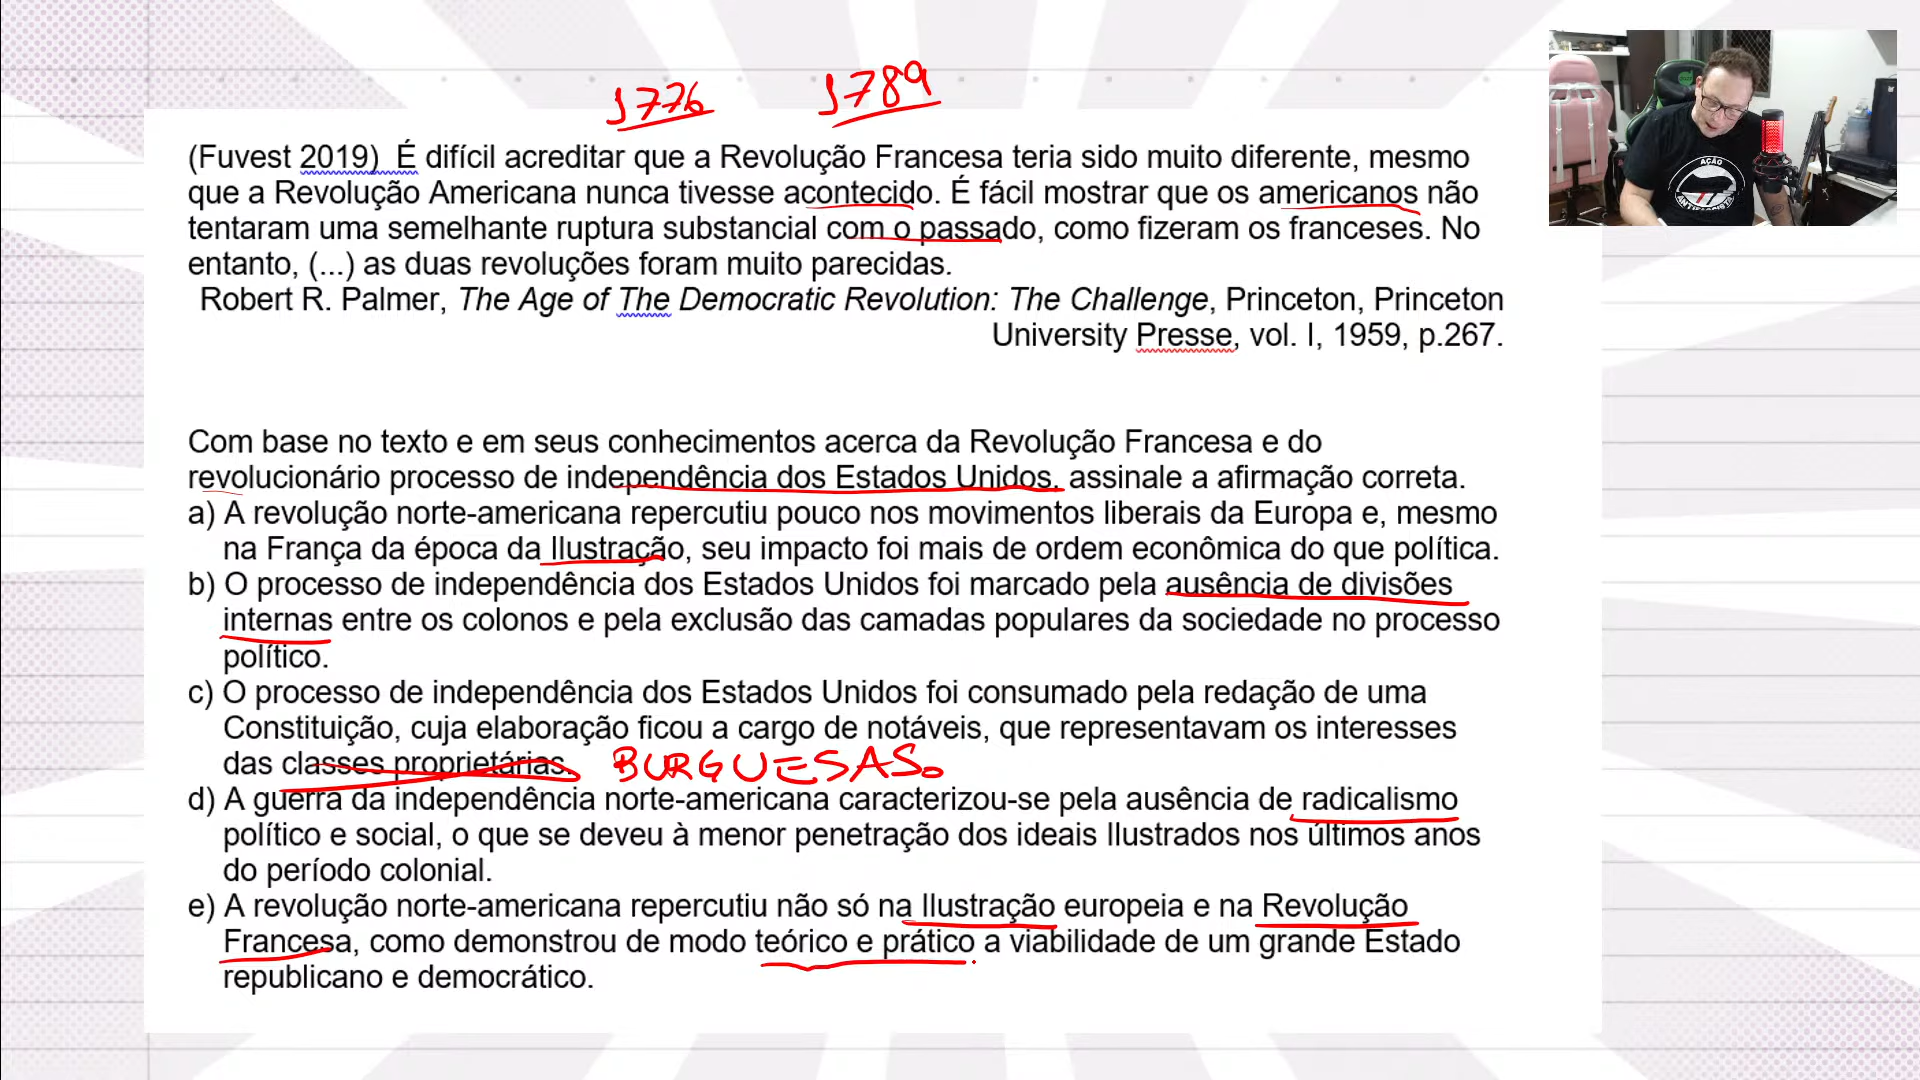 1776 1789
(Fuvest 2019) É difícil acreditar que a Revolução Francesa teria sido muito diferente, mesmo
que a Revolução Americana nunca tivesse acontecido. É fácil mostrar que os americanos não
tentaram uma semelhante ruptura substancial com o passado, como fizeram os franceses. No
entanto, (...) as duas revoluções foram muito parecidas.
Robert R. Palmer, The Age of The Democratic Revolution: The Challenge, Princeton, Princeton
University Presse, vol. I, 1959, p.267.
Com base no texto e em seus conhecimentos acerca da Revolução Francesa e do
revolucionário processo de independência dos Estados Unidos, assinale a afirmação correta.
a) A revolução norte-americana repercutiu pouco nos movimentos liberais da Europa e, mesmo
na França da época da Ilustração, seu impacto foi mais de ordem econômica do que política.
b) O processo de independência dos Estados Unidos foi marcado pela ausência de divisões
internas entre os colonos e pela exclusão das camadas populares da sociedade no processo
político.
c) O processo de independência dos Estados Unidos foi consumado pela redação de uma
Constituição, cuja elaboração ficou a cargo de notáveis, que representavam os interesses
das classes proprietárias. BURGUESAS.
d) A guerra da independência norte-americana caracterizou-se pela ausência de radicalismo
político e social, o que se deveu à menor penetração dos ideais Ilustrados nos últimos anos
do período colonial.
e) A revolução norte-americana repercutiu não só na Ilustração europeia e na Revolução
Francesa, como demonstrou de modo teórico e prático a viabilidade de um grande Estado
republicano e democrático.
AÇÃO
ANTIFASCISTA